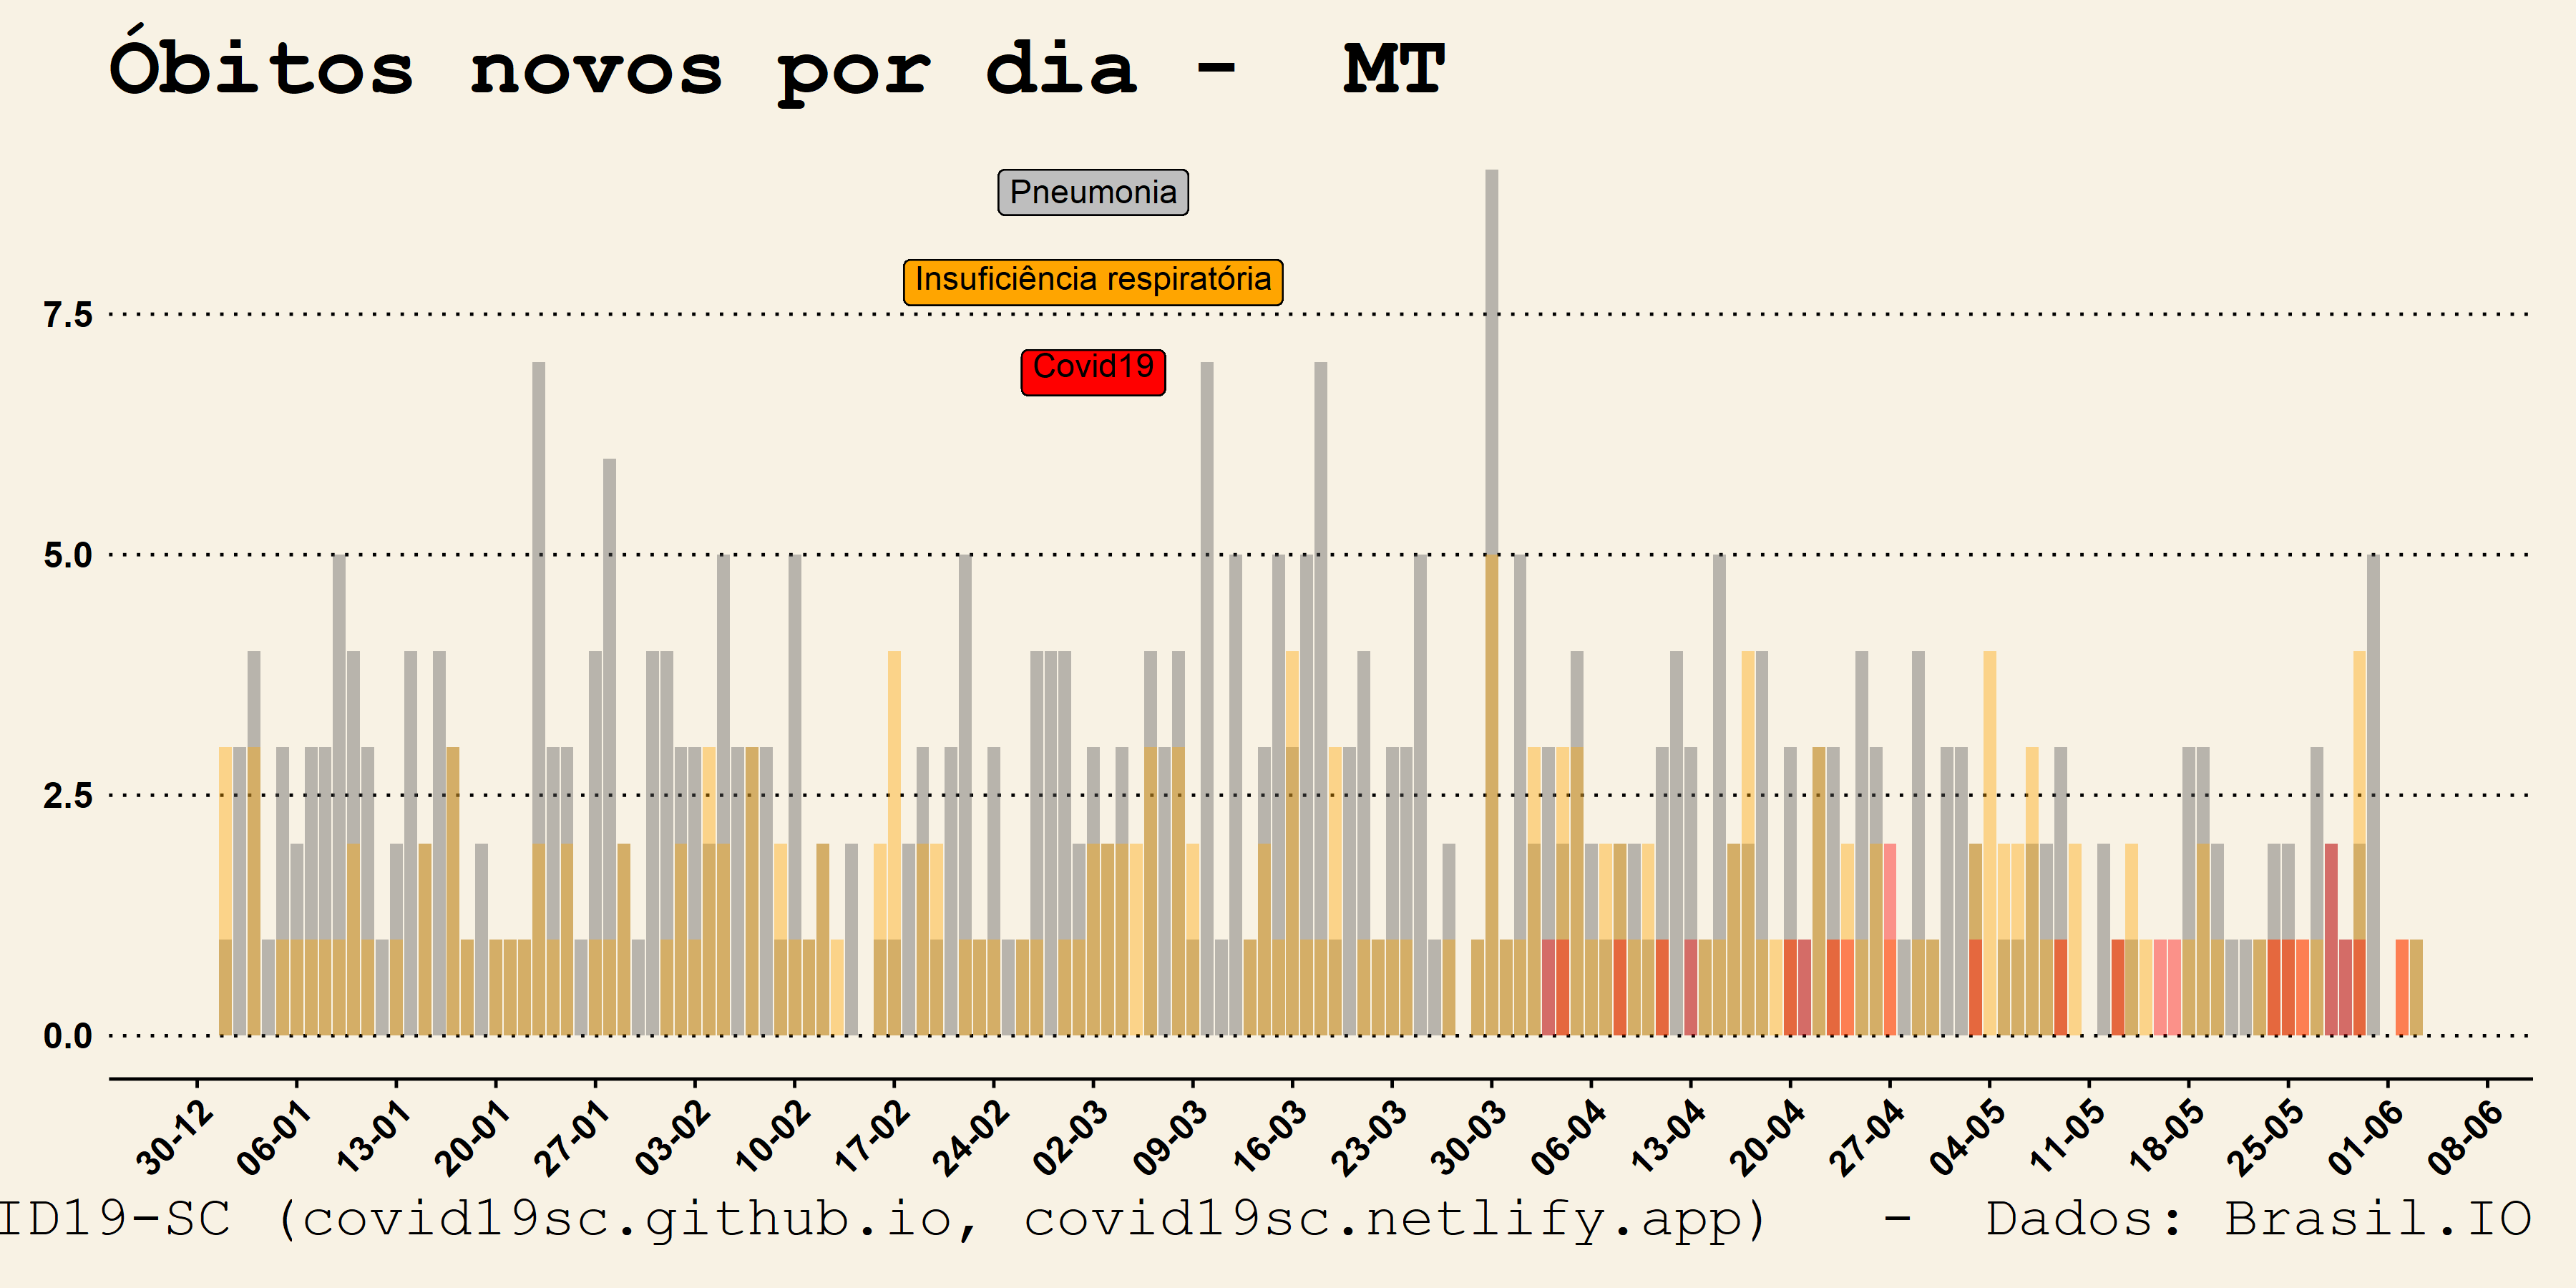 Óbitos novos por dia - MT
Pneumonia
Insuficiência respiratória
7.5
Covid19
5.0
2.5
0.0
30-12 06-01 13-01 20-01 27-01 03-02 10-02 17-02 24-02 02-03 09-03 16-03 23-03 30-03 06-04 13-04 20-04 27-04 04-05 11-05 18-05 25-05 01-06 08-06
ID19-SC (covid19sc.github.io, covid19sc.netlify.app) - Dados: Brasil.IO